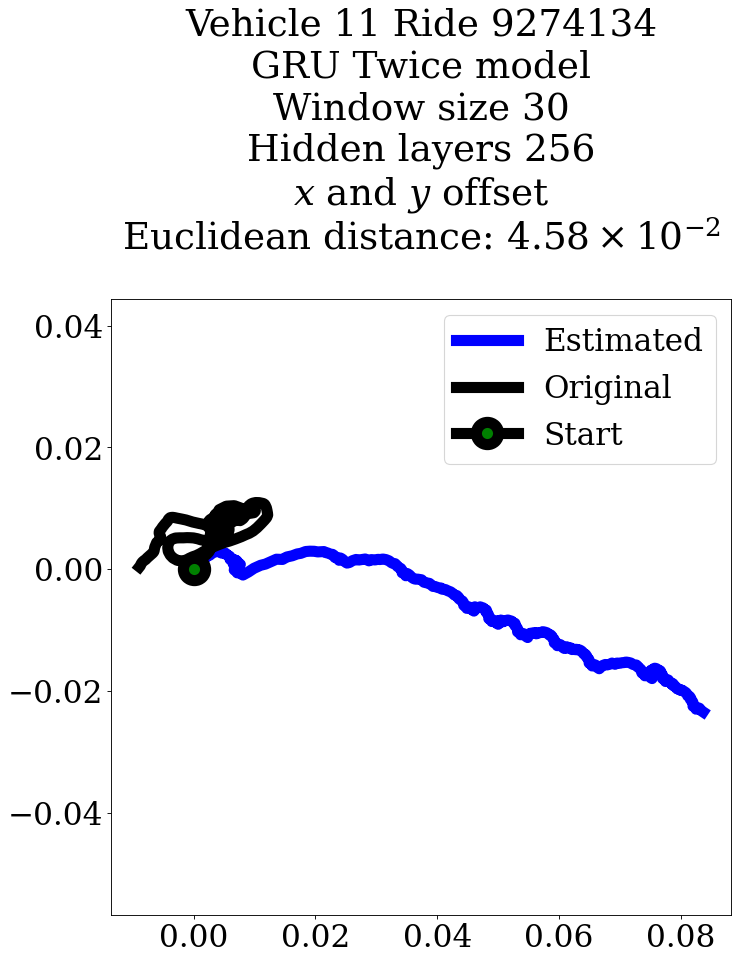 Vehicle 11 Ride 9274134
GRU Twice model
Window size 30
Hidden layers 256
x and y offset
Euclidean distance: 4.58 × 10⁻²
Estimated
Original
Start
0.04
0.02
0.00
−0.02
−0.04
0.00 0.02 0.04 0.06 0.08